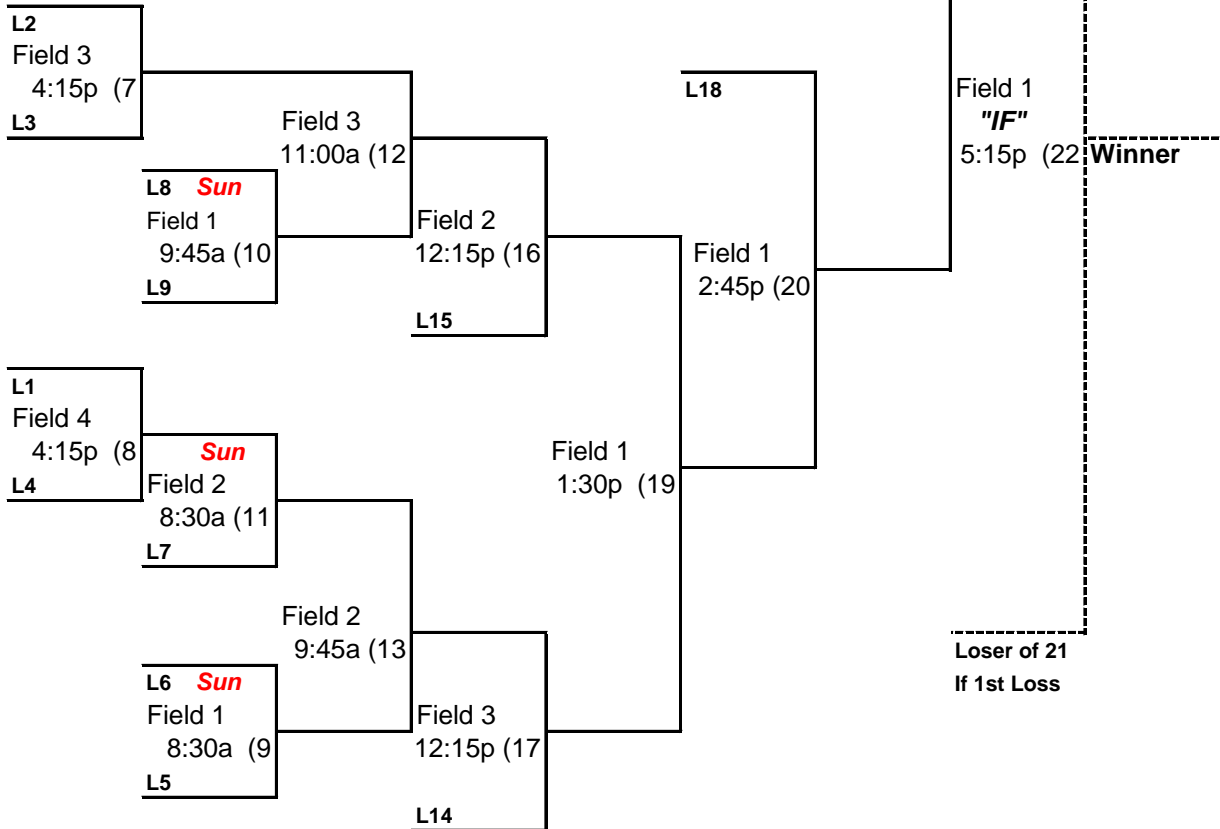 L2
Field 3
4:15p (7
L3
Field 3
11:00a (12
L8 Sun
Field 1
9:45a (10
L9
Field 2
12:15p (16
L15
L18
Field 1
2:45p (20
Field 1
"IF"
5:15p (22
Winner
L1
Field 4
4:15p (8
L4
Sun
Field 2
8:30a (11
L7
Field 1
1:30p (19
Field 2
9:45a (13
L6 Sun
Field 1
8:30a (9
L5
Field 3
12:15p (17
L14
Loser of 21
If 1st Loss